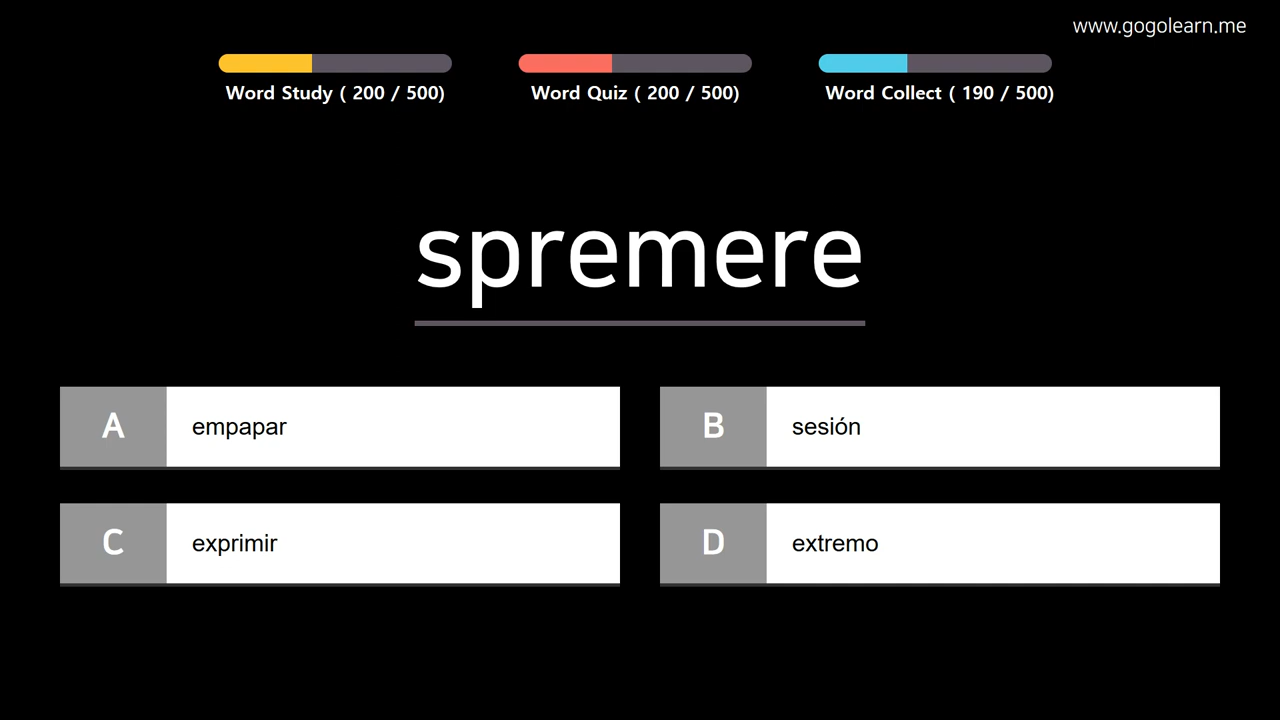 www.gogolearn.me
Word Study ( 200 / 500)
Word Quiz ( 200 / 500)
Word Collect ( 190 / 500)
spremere
A
empapar
B
sesión
C
exprimir
D
extremo